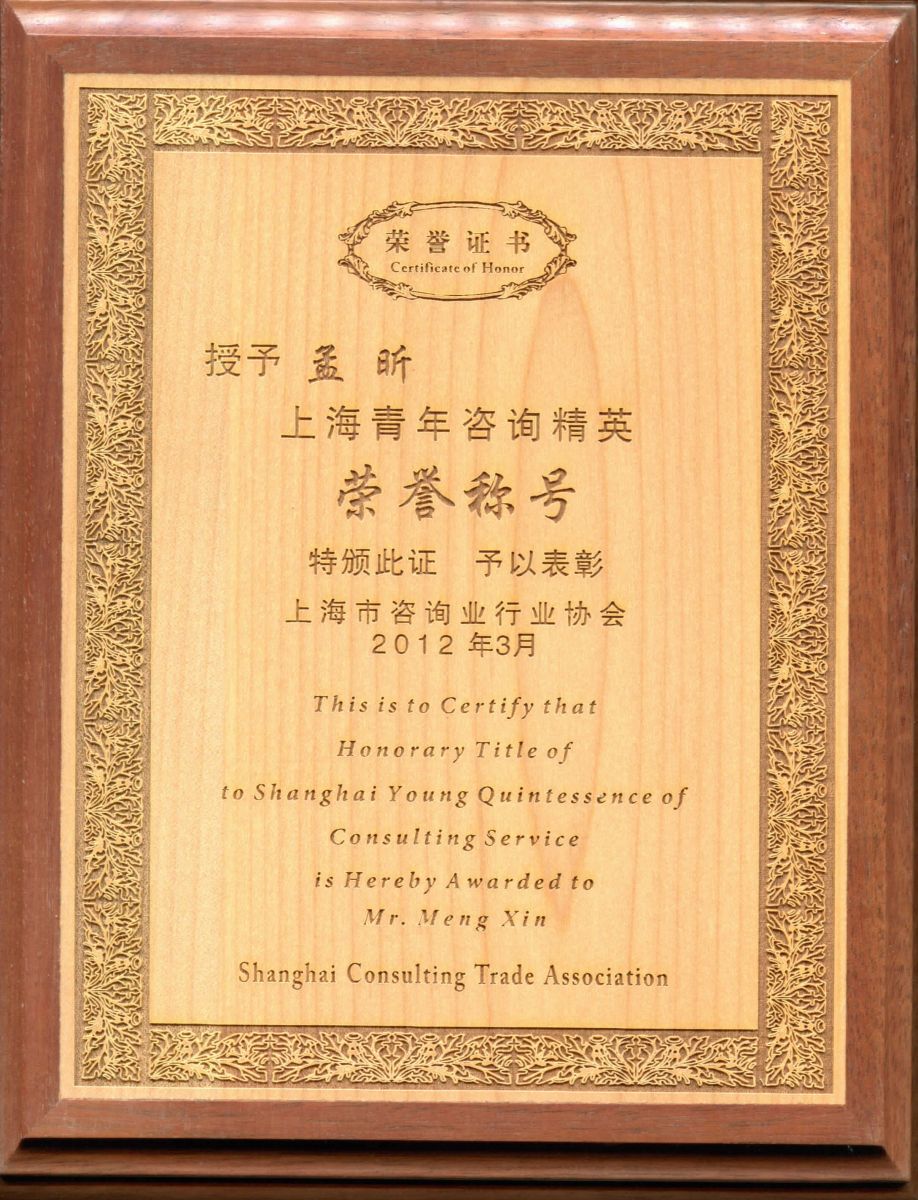 荣誉证书
Certificate of Honor
授予 孟 昕
上海青年咨询精英
荣誉称号
特颁此证 予以表彰
上海市咨询业行业协会
2012 年3月
This is to Certify that
Honorary Title of
to Shanghai Young Quintessence of
Consulting Service
is Hereby Awarded to
Mr. Meng Xin
Shanghai Consulting Trade Association